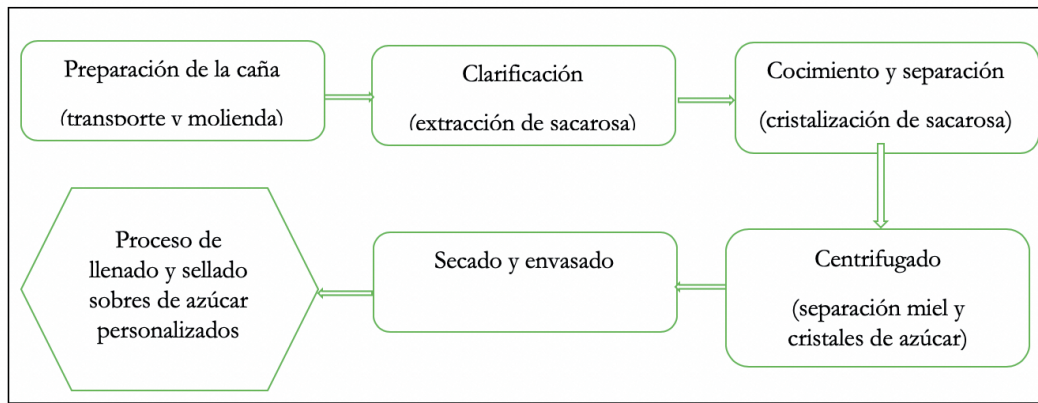 Preparación de la caña
(transporte y molienda)
Clarificación
(extracción de sacarosa)
Cocimiento y separación
(cristalización de sacarosa)
Centrifugado
(separación miel y
cristales de azúcar)
Secado y envasado
Proceso de
llenado y sellado
sobres de azúcar
personalizados